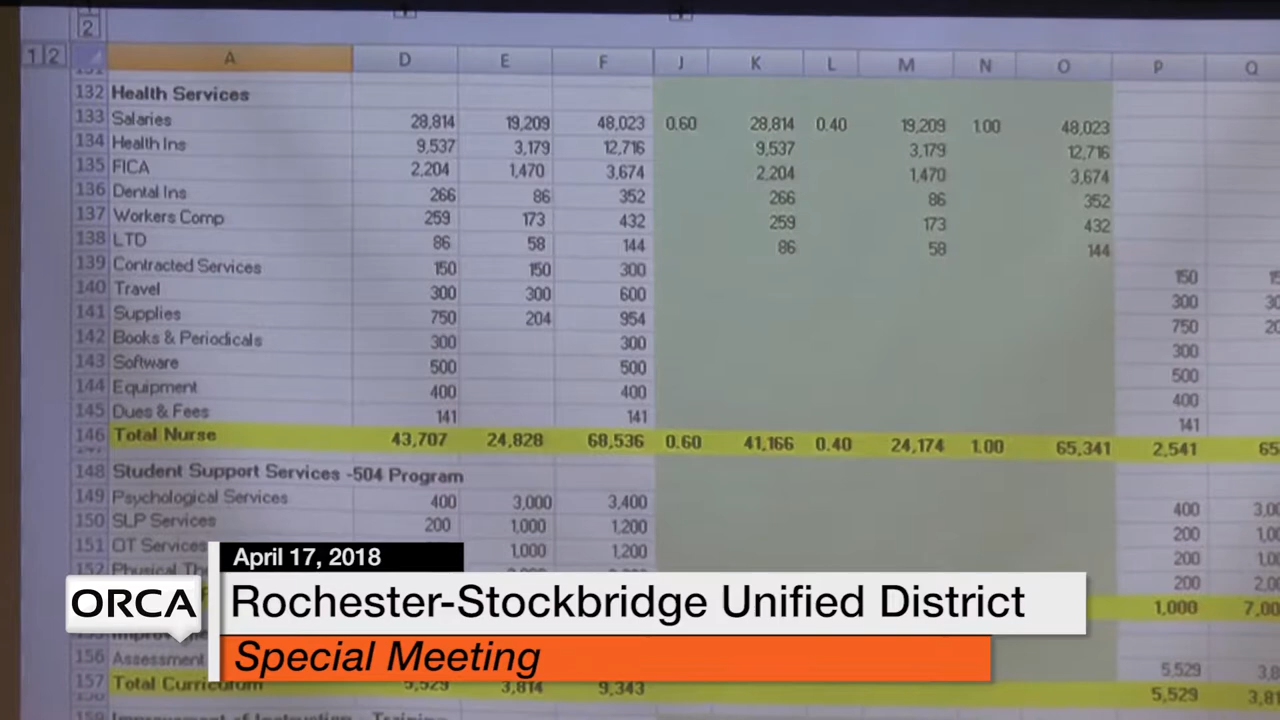 2
1 2 A D E F J K L M N O P Q
132 Health Services
133 Salaries 28,814 19,209 48,023 0.60 28,814 0.40 19,209 1.00 48,023
134 Health Ins 9,537 3,179 12,716 9,537 3,179 12,716
135 FICA 2,204 1,470 3,674 2,204 1,470 3,674
136 Dental Ins 266 86 352 266 86 352
137 Workers Comp 259 173 432 259 173 432
138 LTD 86 58 144 86 58 144
139 Contracted Services 150 150 300 150
140 Travel 300 300 600 300
141 Supplies 750 204 954 750
142 Books & Periodicals 300 300 300
143 Software 500 500 500
144 Equipment 400 400 400
145 Dues & Fees 141 141 141
146 Total Nurse 43,707 24,828 68,536 0.60 41,166 0.40 24,174 1.00 65,341 2,541
148 Student Support Services -504 Program
149 Psychological Services 400 3,000 3,400 400
150 SLP Services 200 1,000 1,200 200
151 OT Services 1,000 1,200 200
152 200
1,000
156 Assessment 5,529
157 Total Curriculum 5,529 3,814 9,343 5,529
April 17, 2018
ORCA
Rochester-Stockbridge Unified District
Special Meeting